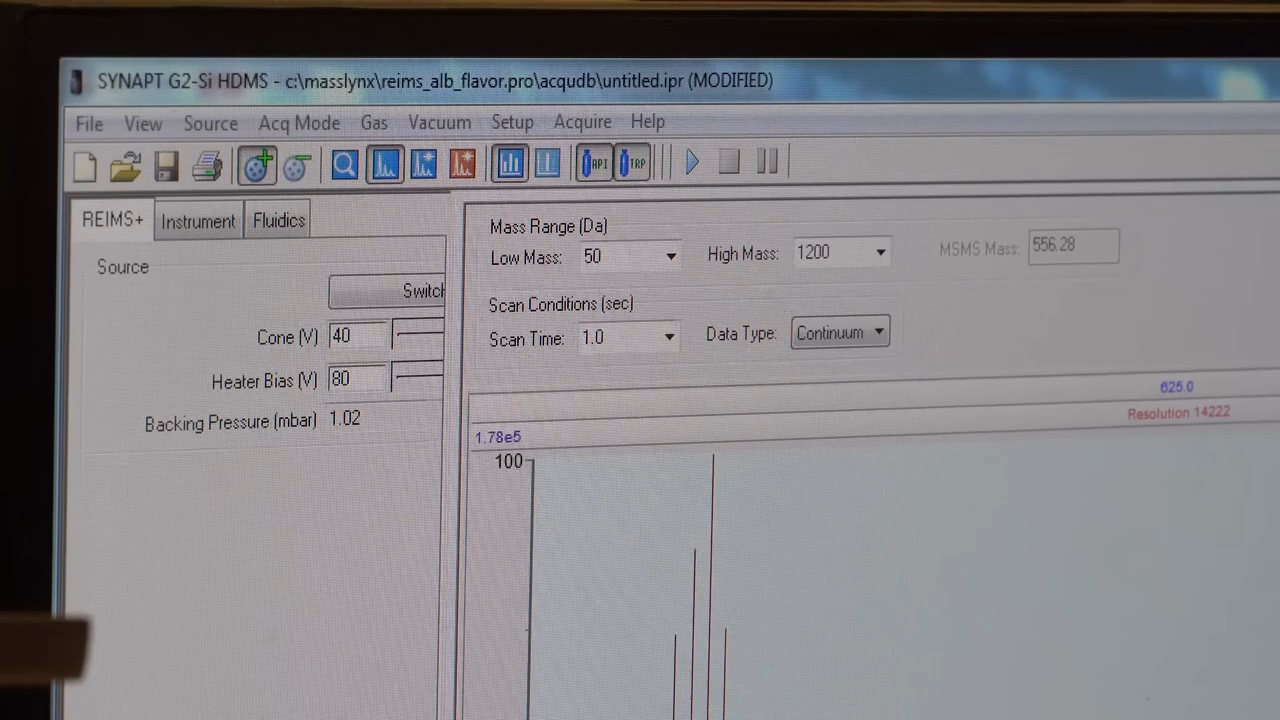 SYNAPT G2-Si HDMS - c:\masslynx\reims_alb_flavor.pro\acqudb\untitled.ipr (MODIFIED)
File View Source Acq Mode Gas Vacuum Setup Acquire Help
API TRP
REIMS+ Instrument Fluidics
Source
Switch
Cone (V) 40
Heater Bias (V) 80
Backing Pressure (mbar) 1.02
Mass Range (Da)
Low Mass: 50 High Mass: 1200 MSMS Mass: 556.28
Scan Conditions (sec)
Scan Time: 1.0 Data Type: Continuum
625.0
Resolution 14222
1.78e5
100